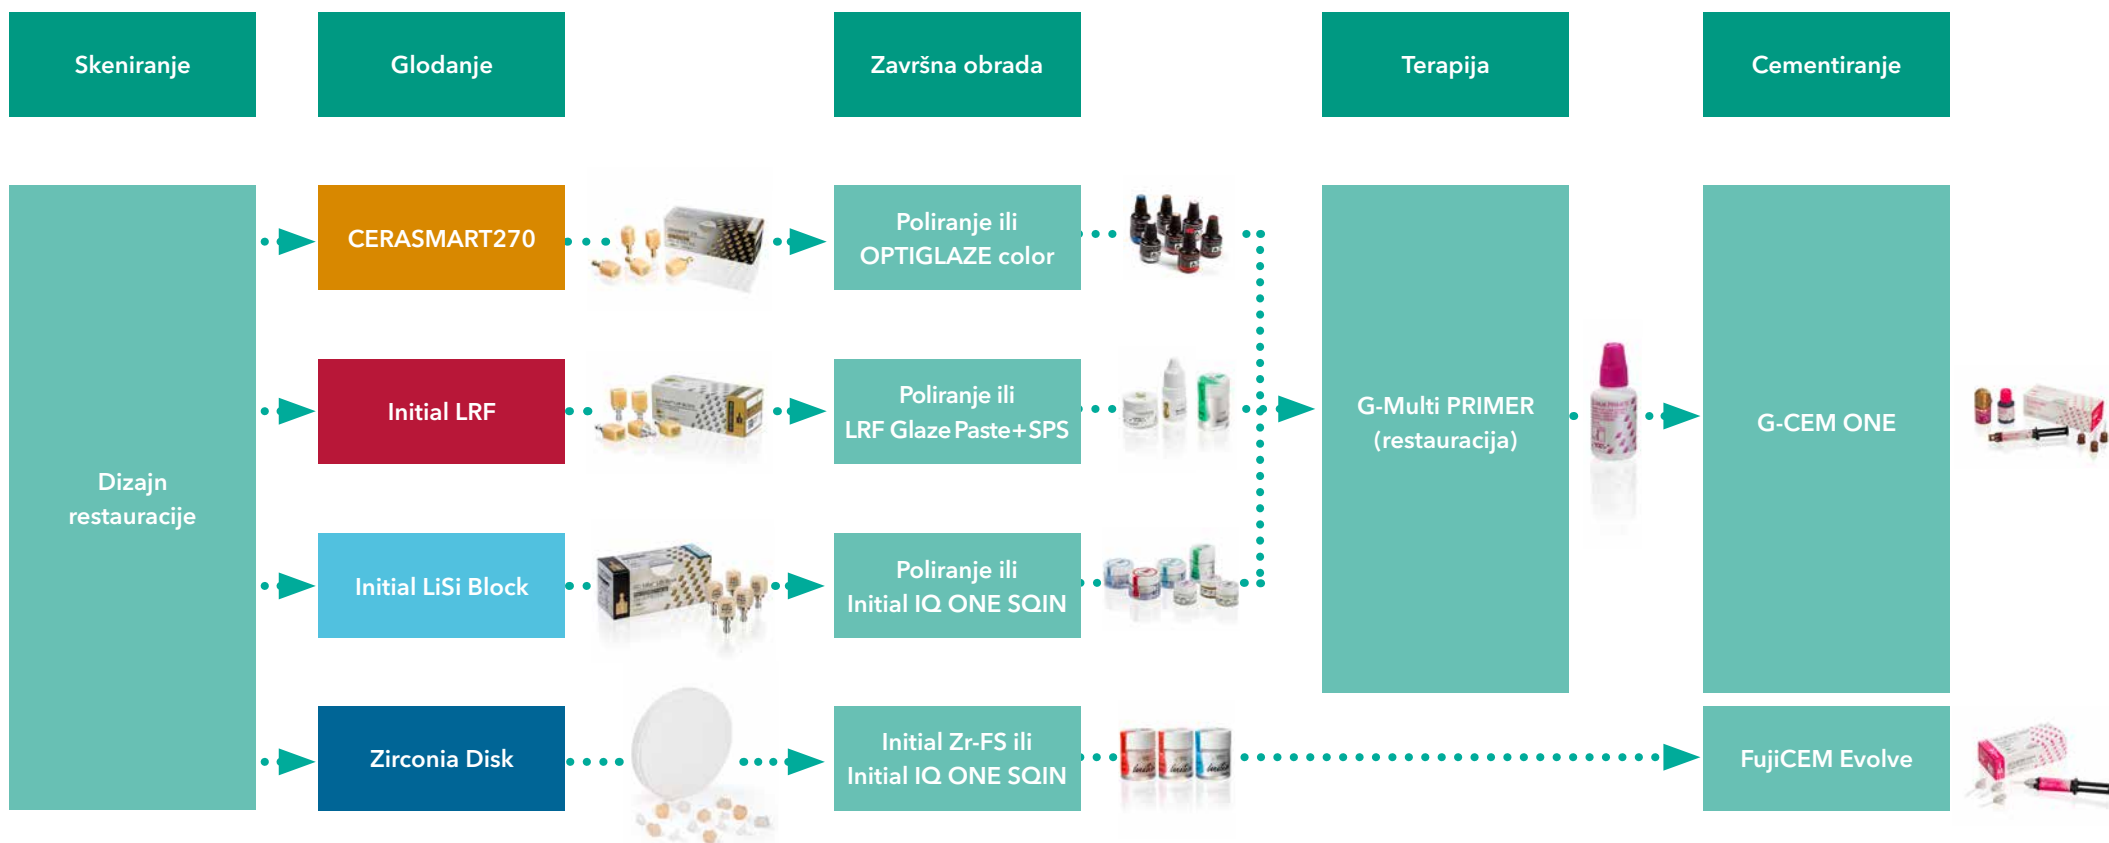 Skeniranje
Glodanje
Završna obrada
Terapija
Cementiranje
Dizajn
restauracije
CERASMART270
Poliranje ili
OPTIGLAZE color
Initial LRF
Poliranje ili
LRF Glaze Paste+SPS
Initial LiSi Block
Poliranje ili
Initial IQ ONE SQIN
Zirconia Disk
Initial Zr-FS ili
Initial IQ ONE SQIN
G-Multi PRIMER
(restauracija)
G-CEM ONE
FujiCEM Evolve